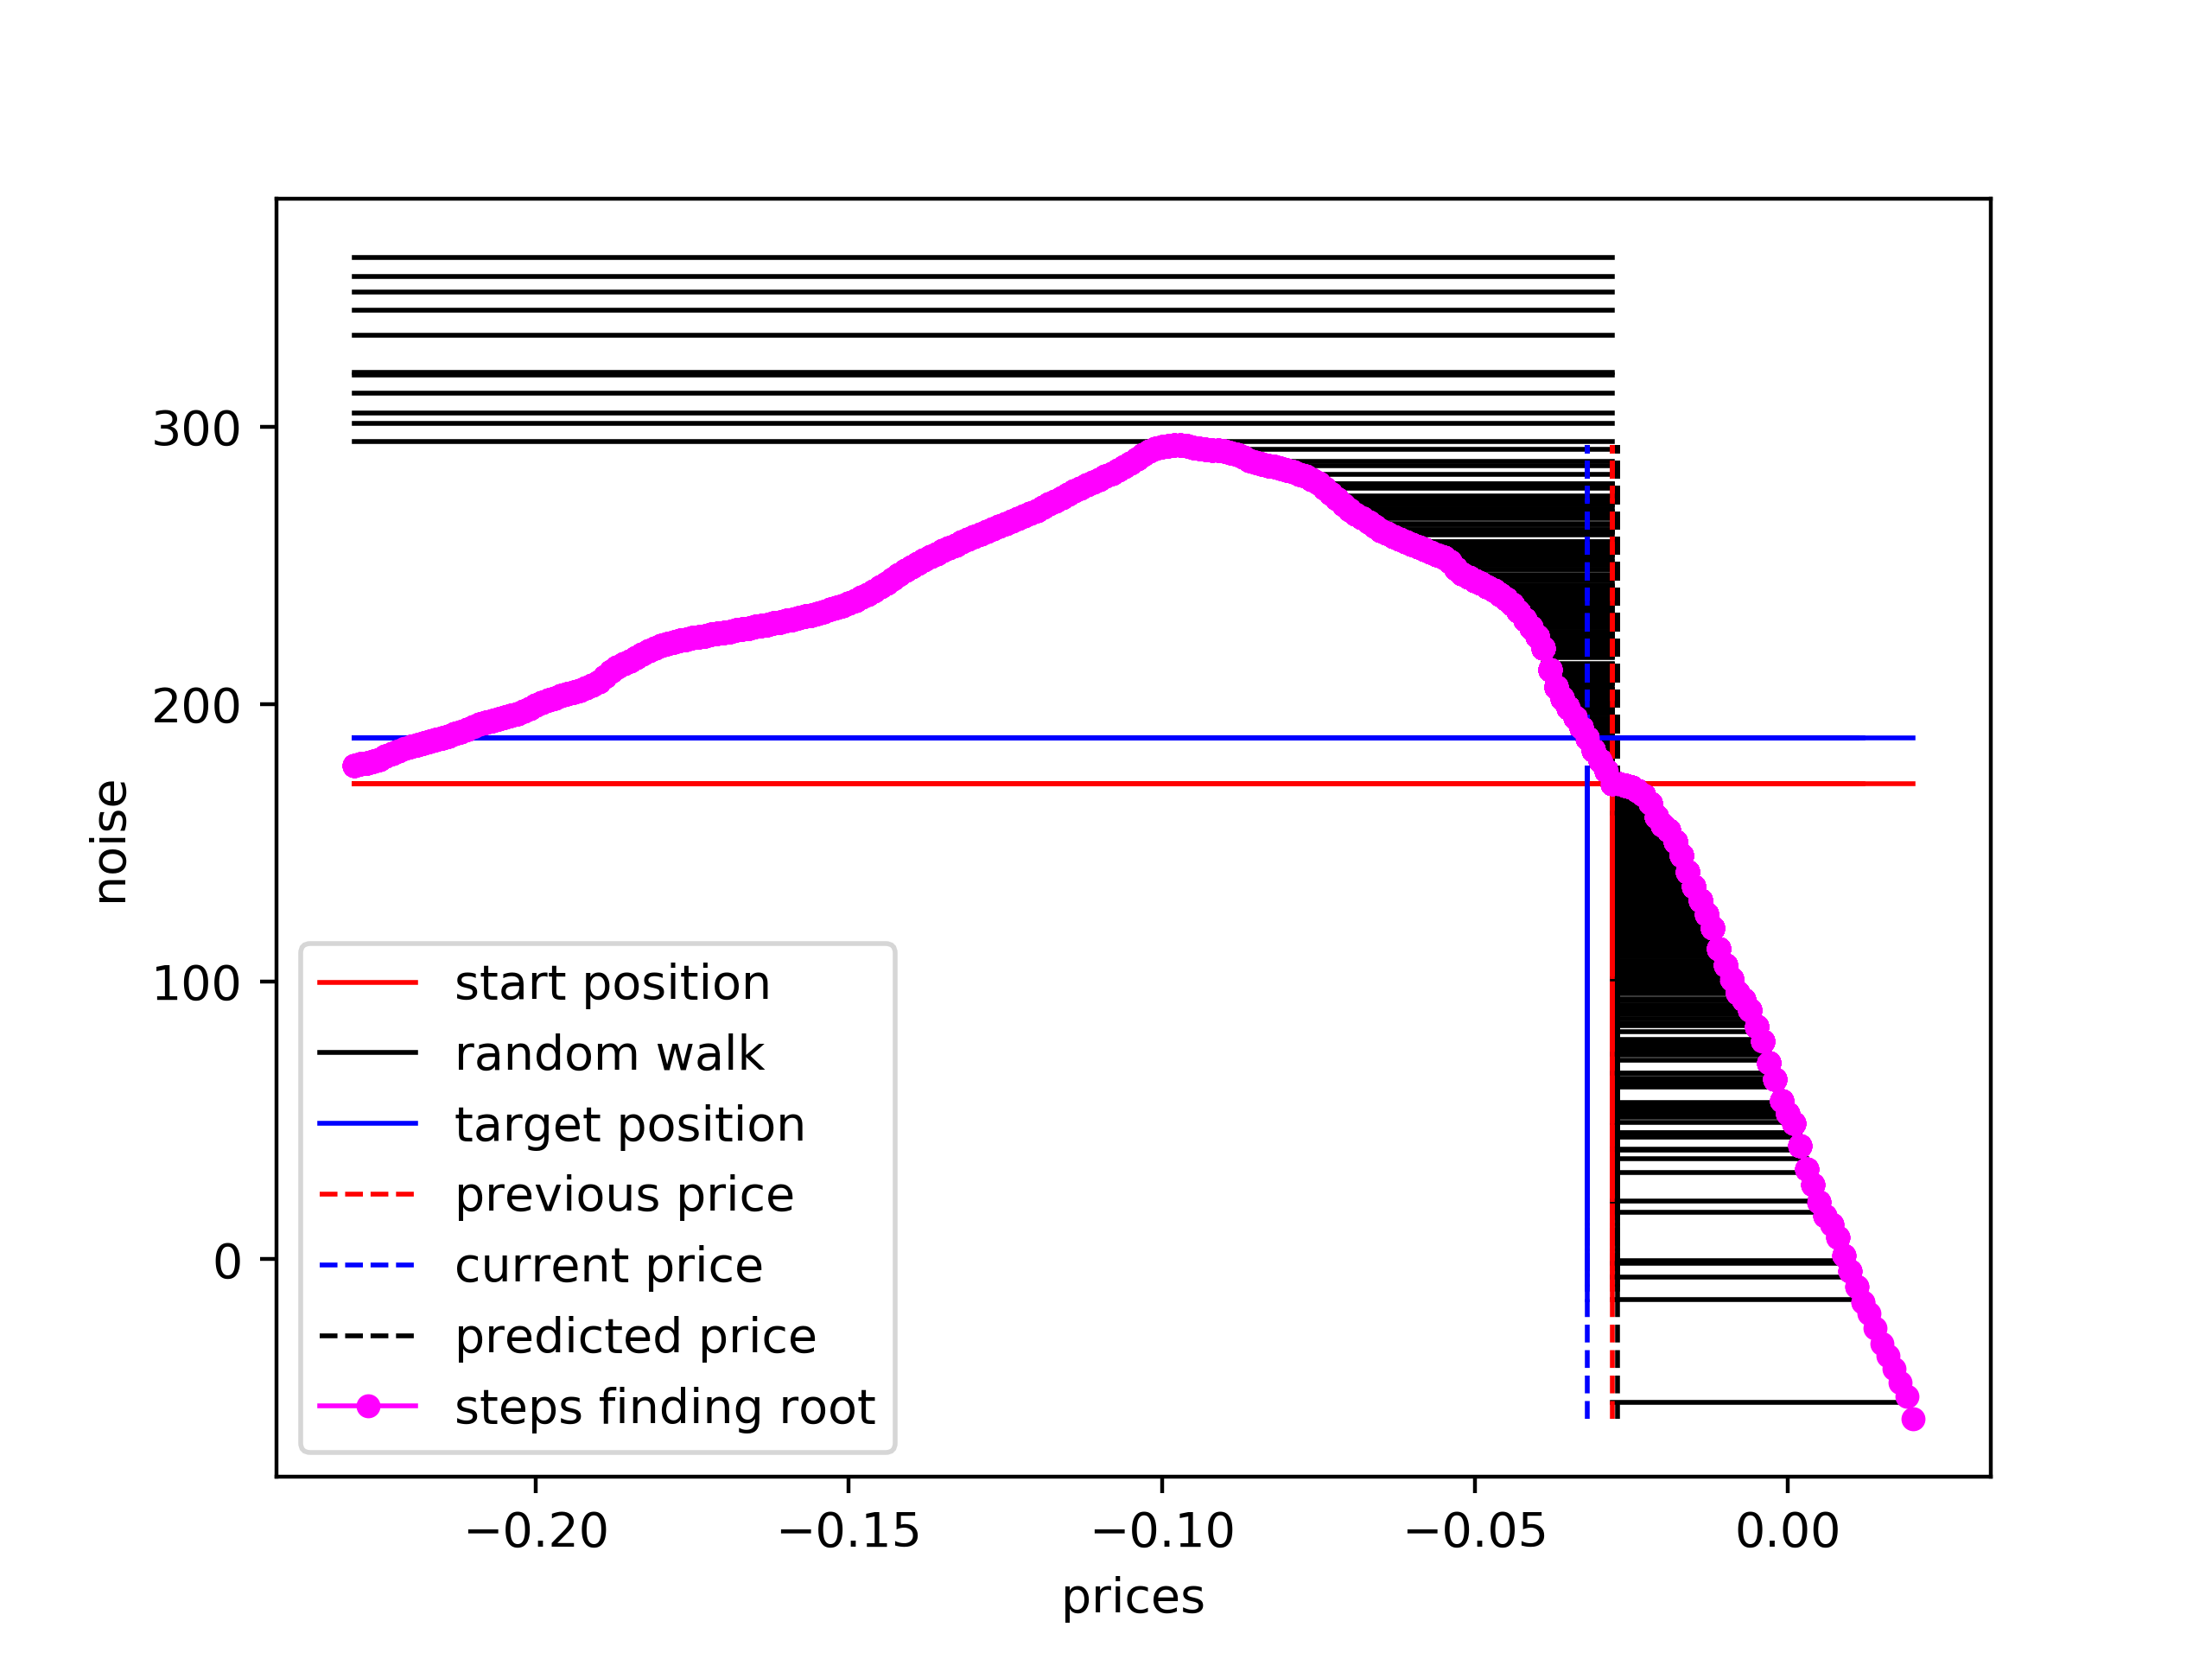 300
200
100
0
noise
start position
random walk
target position
previous price
current price
predicted price
steps finding root
−0.20 −0.15 −0.10 −0.05 0.00
prices